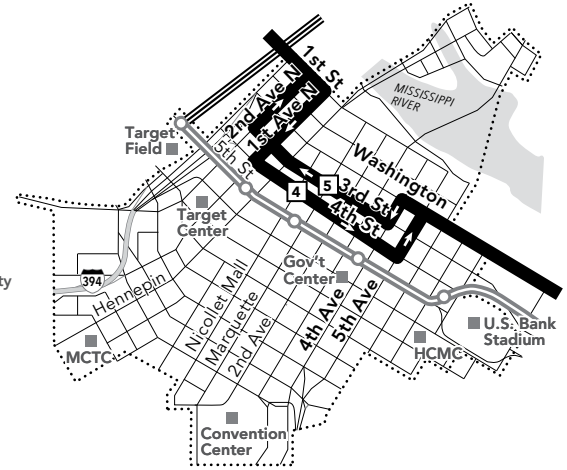 1st St
2nd Ave N
1st Ave N
MISSISSIPPI
RIVER
Target
Field
5th St
Washington
4
5
3rd St
4th St
Target
Center
Gov't
Center
394
ty
Hennepin
Nicollet Mall
Marquette
2nd Ave
4th Ave
5th Ave
U.S. Bank
Stadium
HCMC
MCTC
Convention
Center